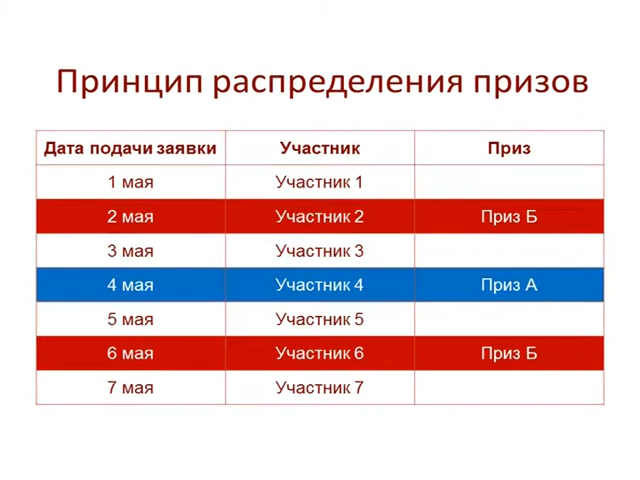 Принцип распределения призов
Дата подачи заявки Участник Приз
1 мая Участник 1
2 мая Участник 2 Приз Б
3 мая Участник 3
4 мая Участник 4 Приз А
5 мая Участник 5
6 мая Участник 6 Приз Б
7 мая Участник 7